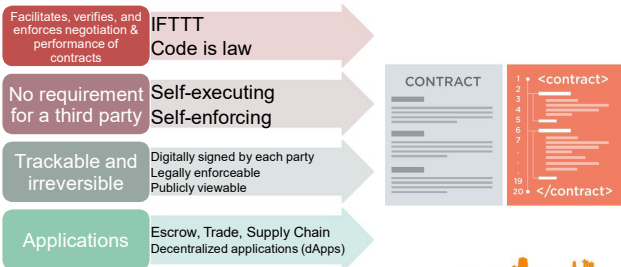 Facilitates, verifies, and
enforces negotiation &
performance of
contracts
IFTTT
Code is law
No requirement
for a third party
Self-executing
Self-enforcing
Trackable and
irreversible
Digitally signed by each party
Legally enforceable
Publicly viewable
Applications
Escrow, Trade, Supply Chain
Decentralized applications (dApps)
CONTRACT
1 <contract>
2
3
4
5
6
7
.
.
.
19
20 </contract>